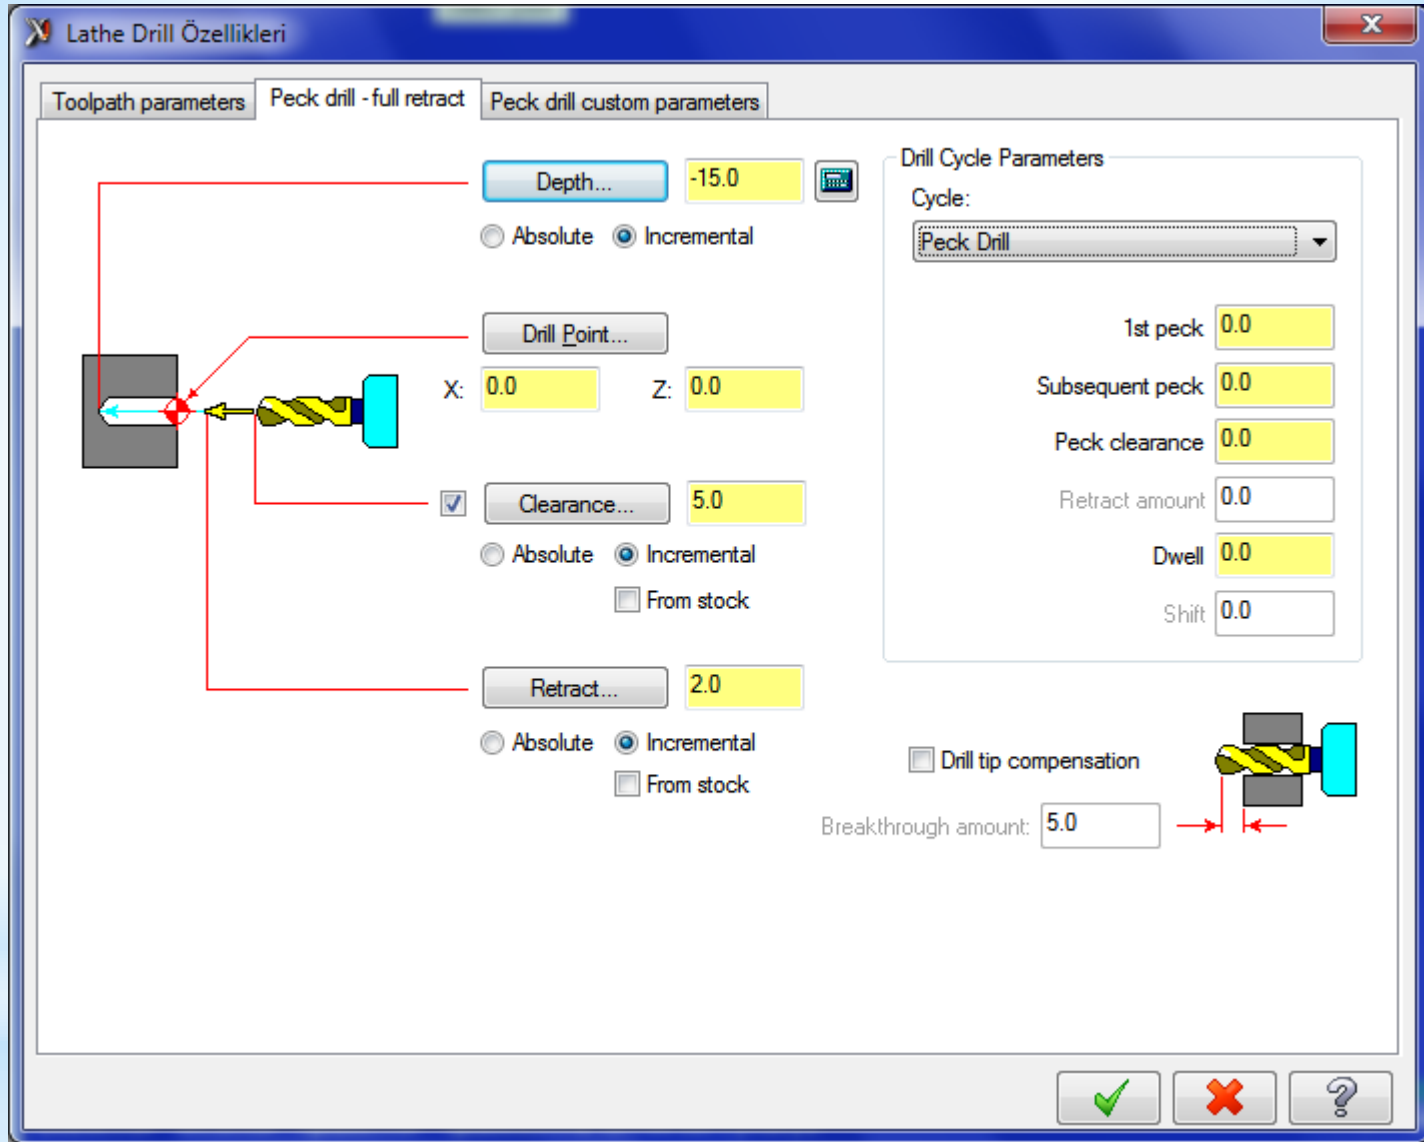 Lathe Drill Özellikleri
Toolpath parameters
Peck drill - full retract
Peck drill custom parameters
Depth...
-15.0
Absolute
Incremental
Drill Point...
X:
0.0
Z:
0.0
Clearance...
5.0
Absolute
Incremental
From stock
Retract...
2.0
Absolute
Incremental
From stock
Drill Cycle Parameters
Cycle:
Peck Drill
1st peck
0.0
Subsequent peck
0.0
Peck clearance
0.0
Retract amount
0.0
Dwell
0.0
Shift
0.0
Drill tip compensation
Breakthrough amount:
5.0